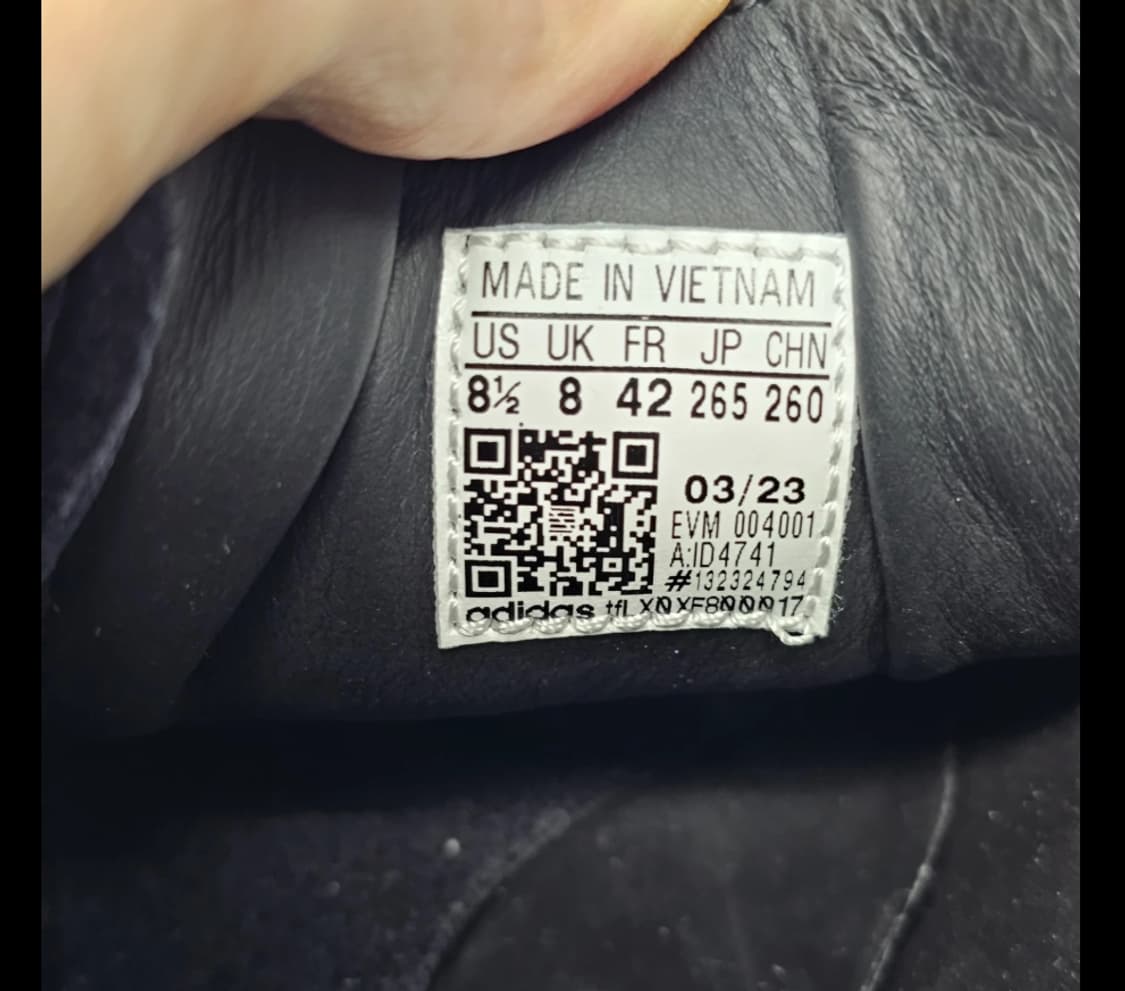 MADE IN VIETNAM
US UK FR JP CHN
8½ 8 42 265 260
03/23
EVM 004001
A:ID4741
#132324794
adidas